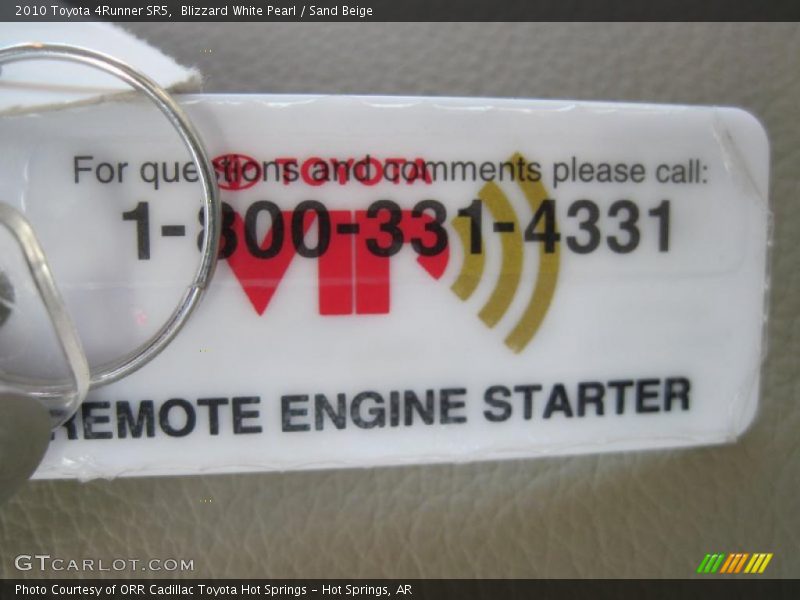 2010 Toyota 4Runner SR5,  Blizzard White Pearl / Sand Beige
TOYOTA
For questions and comments please call:
1-800-331-4331
VIP
REMOTE ENGINE STARTER
GTCARLOT.COM
Photo Courtesy of ORR Cadillac Toyota Hot Springs - Hot Springs, AR